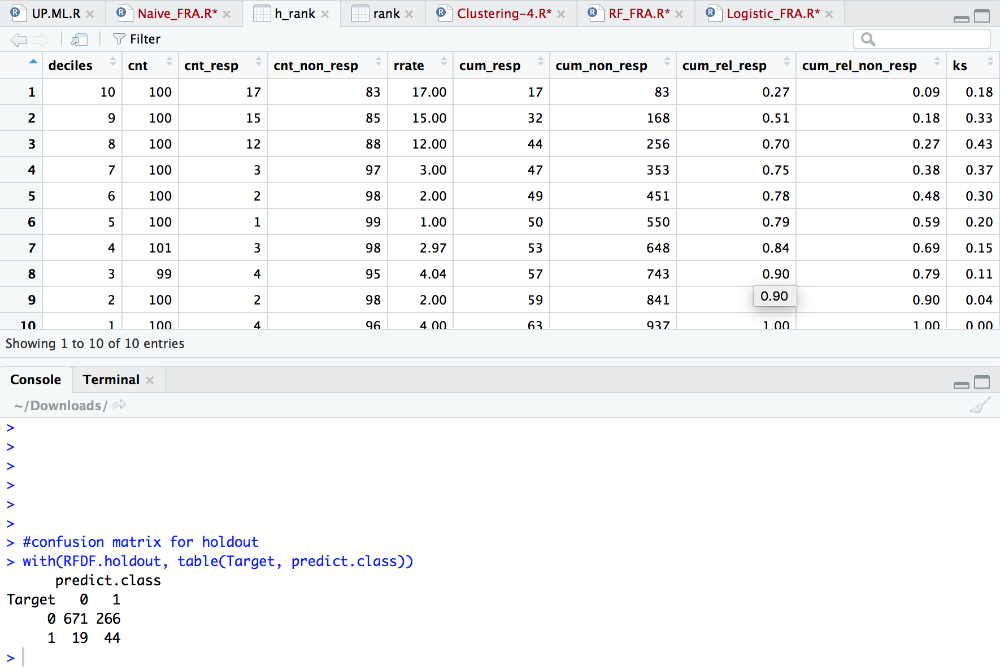 UP.ML.R Naive_FRA.R* h_rank rank Clustering-4.R* RF_FRA.R* Logistic_FRA.R*
Filter
deciles cnt cnt_resp cnt_non_resp rrate cum_resp cum_non_resp cum_rel_resp cum_rel_non_resp ks
1 10 100 17 83 17.00 17 83 0.27 0.09 0.18
2 9 100 15 85 15.00 32 168 0.51 0.18 0.33
3 8 100 12 88 12.00 44 256 0.70 0.27 0.43
4 7 100 3 97 3.00 47 353 0.75 0.38 0.37
5 6 100 2 98 2.00 49 451 0.78 0.48 0.30
6 5 100 1 99 1.00 50 550 0.79 0.59 0.20
7 4 101 3 98 2.97 53 648 0.84 0.69 0.15
8 3 99 4 95 4.04 57 743 0.90 0.79 0.11
9 2 100 2 98 2.00 59 841 0.90 0.90 0.04
10 1 100 4 96 4.00 63 937 1.00 1.00 0.00
Showing 1 to 10 of 10 entries
Console Terminal
~/Downloads/
>
>
>
>
>
>
> #confusion matrix for holdout
> with(RFDF.holdout, table(Target, predict.class))
predict.class
Target 0 1
0 671 266
1 19 44
>